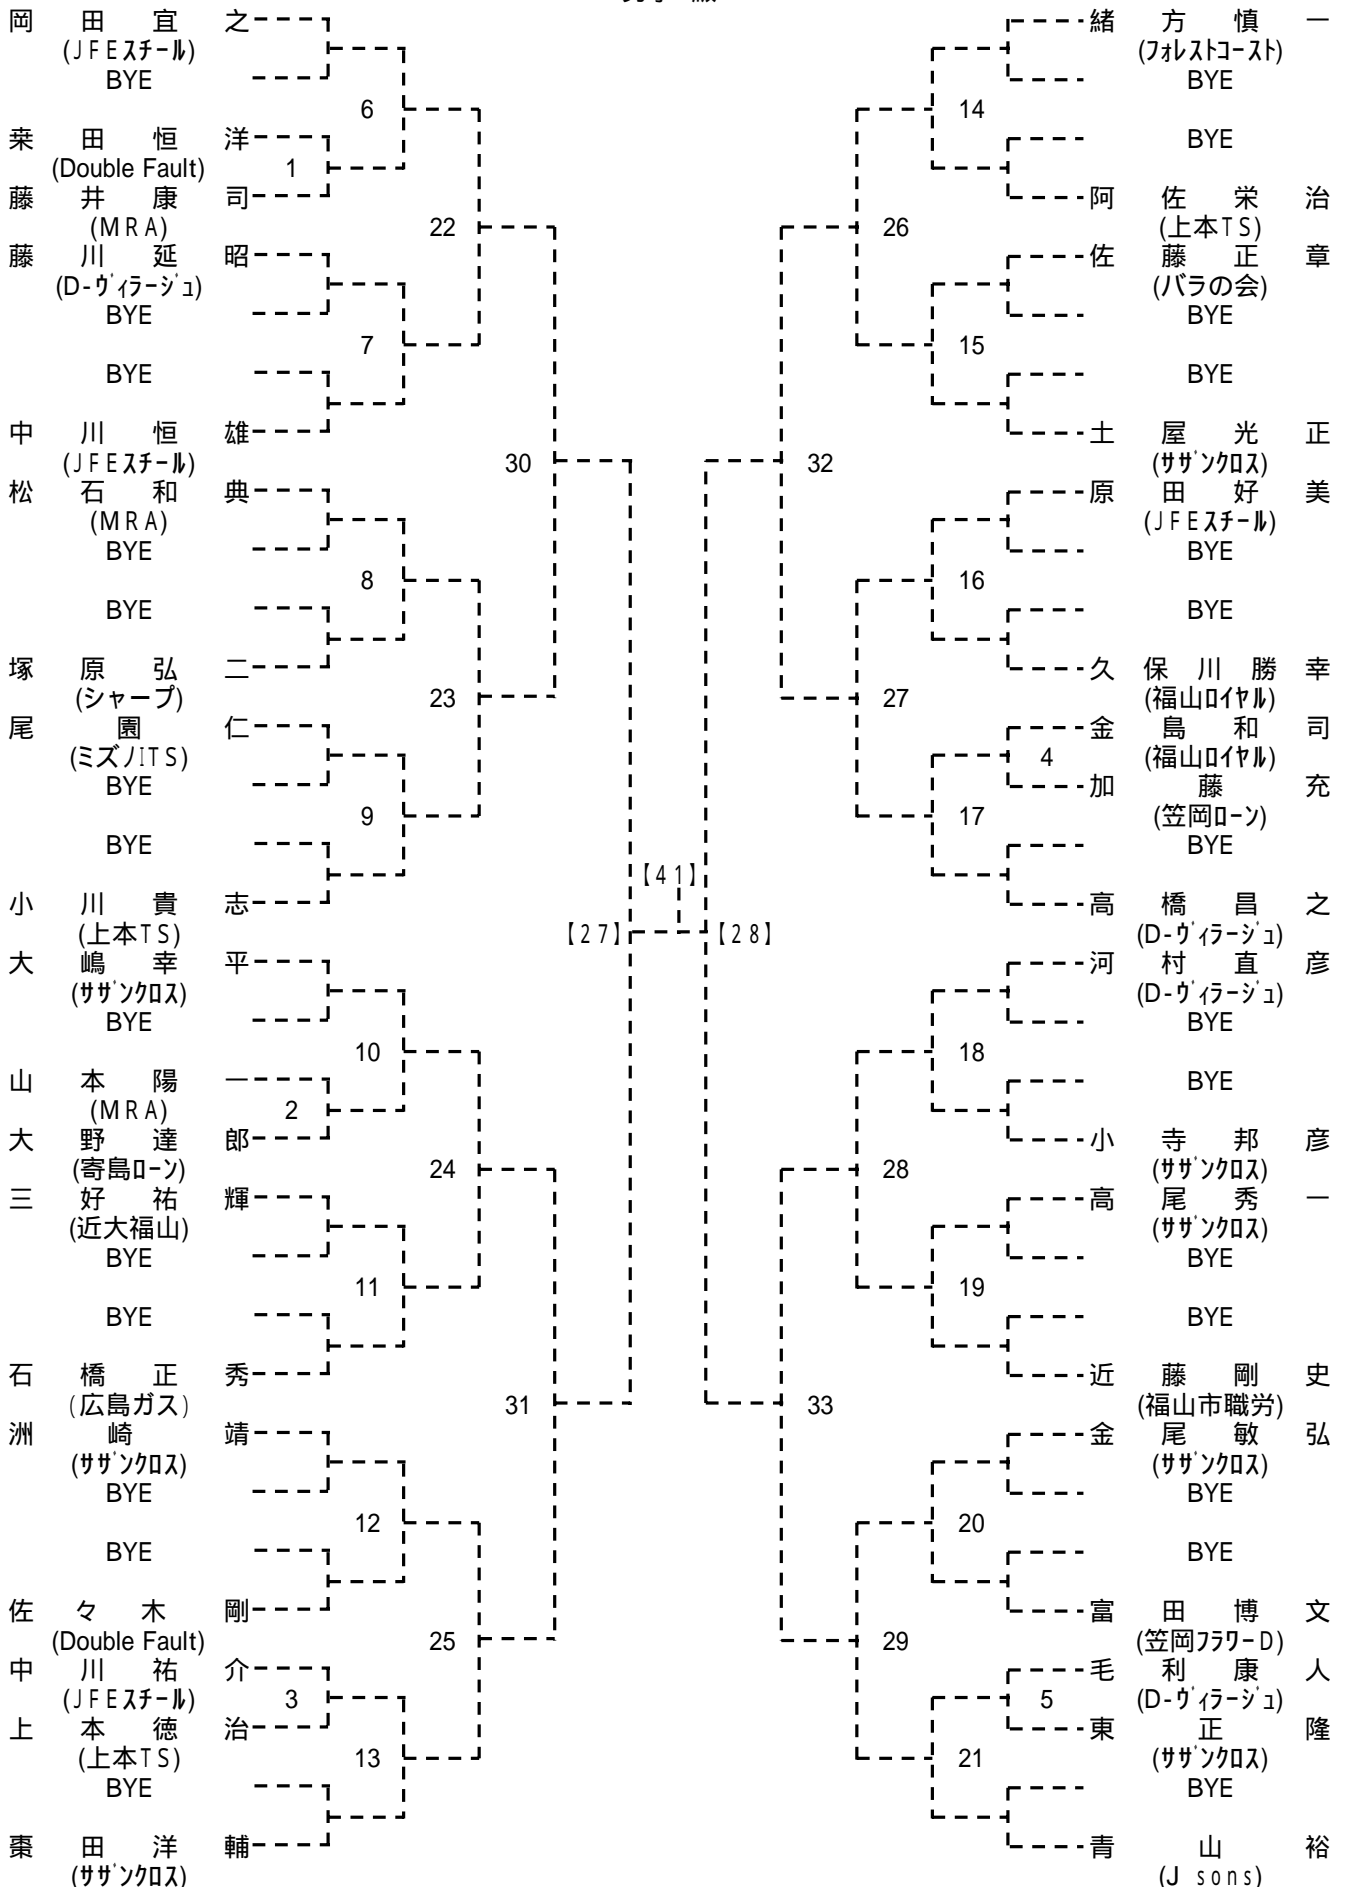 岡田宜之
(JFEスチール)
BYE
6
桒田恒洋
(Double Fault)
1
藤井康司
(MRA)
22
藤川延昭
(D-ヴィラージュ)
BYE
7
BYE
中川恒雄
(JFEスチール)
30
松石和典
(MRA)
BYE
8
BYE
塚原弘二
(シャープ)
23
尾園仁
(ミズノITS)
BYE
9
BYE
小川貴志
(上本TS)
【27】
大嶋幸平
(サザンクロス)
BYE
10
山本陽一
(MRA)
2
大野達郎
(寄島ローン)
24
三好祐輝
(近大福山)
BYE
11
BYE
石橋正秀
(広島ガス)
31
洲崎靖
(サザンクロス)
BYE
12
BYE
佐々木剛
(Double Fault)
25
中川祐介
(JFEスチール)
3
上本徳治
(上本TS)
13
BYE
棗田洋輔
(サザンクロス)
【41】
緒方慎一
(フォレストコースト)
BYE
14
BYE
阿佐栄治
(上本TS)
26
佐藤正章
(バラの会)
BYE
15
BYE
土屋光正
(サザンクロス)
32
原田好美
(JFEスチール)
BYE
16
BYE
久保川勝幸
(福山ロイヤル)
27
金島和司
(福山ロイヤル)
4
加藤充
(笠岡ローン)
17
BYE
高橋昌之
(D-ヴィラージュ)
【28】
河村直彦
(D-ヴィラージュ)
BYE
18
BYE
小寺邦彦
(サザンクロス)
28
高尾秀一
(サザンクロス)
BYE
19
BYE
近藤剛史
(福山市職労)
33
金尾敏弘
(サザンクロス)
BYE
20
BYE
富田博文
(笠岡フラワーD)
29
毛利康人
(D-ヴィラージュ)
5
東正隆
(サザンクロス)
21
BYE
青山裕
(J sons)